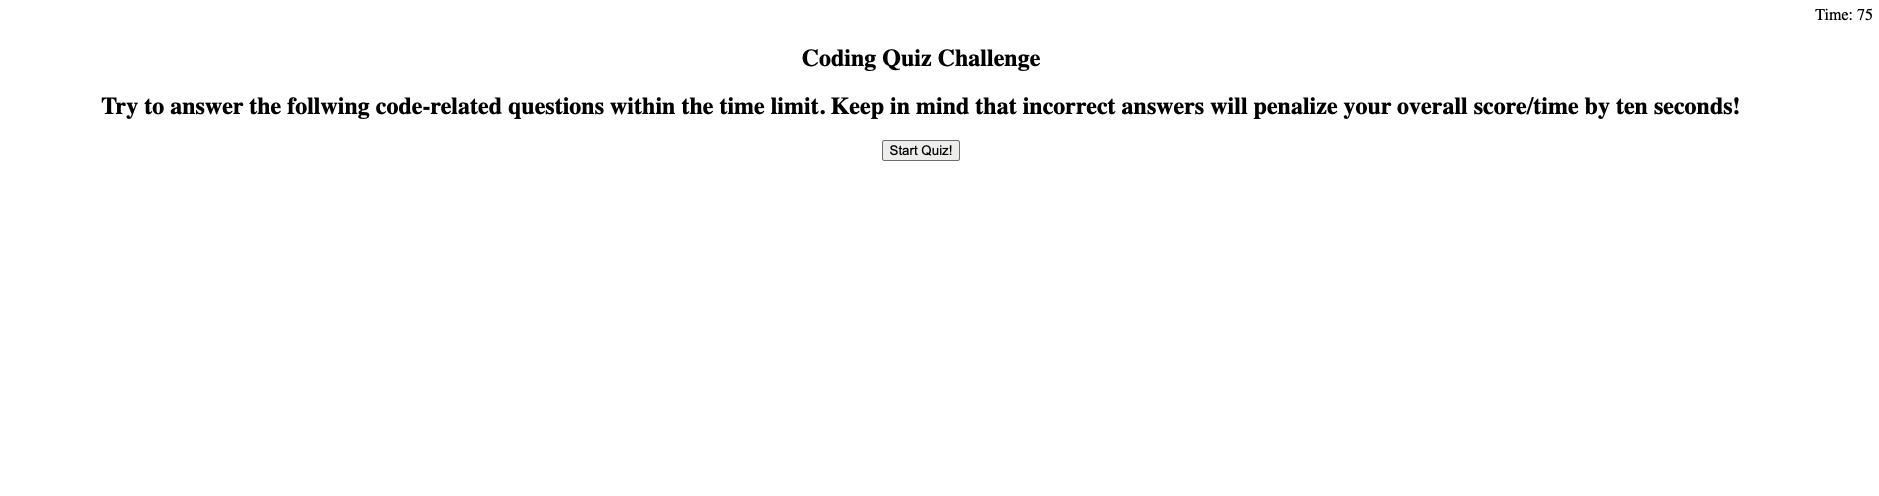 Time: 75
Coding Quiz Challenge
Try to answer the follwing code-related questions within the time limit. Keep in mind that incorrect answers will penalize your overall score/time by ten seconds!
Start Quiz!